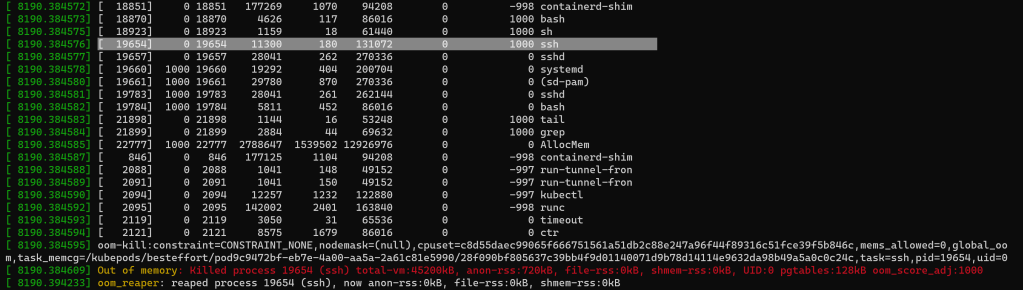 [ 8190.384572] [ 18851] 0 18851 177269 1070 94208 0 -998 containerd-shim
[ 8190.384573] [ 18870] 0 18870 4626 117 86016 0 1000 bash
[ 8190.384575] [ 18923] 0 18923 1159 18 61440 0 1000 sh
[ 8190.384576] [ 19654] 0 19654 11300 180 131072 0 1000 ssh
[ 8190.384577] [ 19657] 0 19657 28041 262 270336 0 0 sshd
[ 8190.384578] [ 19660] 1000 19660 19292 404 200704 0 0 systemd
[ 8190.384580] [ 19661] 1000 19661 29780 870 270336 0 0 (sd-pam)
[ 8190.384581] [ 19783] 1000 19783 28041 261 262144 0 0 sshd
[ 8190.384582] [ 19784] 1000 19784 5811 452 86016 0 0 bash
[ 8190.384583] [ 21898] 0 21898 1144 16 53248 0 1000 tail
[ 8190.384584] [ 21899] 0 21899 2884 44 69632 0 1000 grep
[ 8190.384585] [ 22777] 1000 22777 2788647 1539502 12926976 0 0 AllocMem
[ 8190.384587] [ 846] 0 846 177125 1104 94208 0 -998 containerd-shim
[ 8190.384588] [ 2088] 0 2088 1041 148 49152 0 -997 run-tunnel-fron
[ 8190.384589] [ 2091] 0 2091 1041 150 49152 0 -997 run-tunnel-fron
[ 8190.384590] [ 2094] 0 2094 12257 1232 122880 0 -997 kubectl
[ 8190.384592] [ 2095] 0 2095 142002 2401 163840 0 -998 runc
[ 8190.384593] [ 2119] 0 2119 3050 31 65536 0 0 timeout
[ 8190.384594] [ 2121] 0 2121 8575 1679 86016 0 0 ctr
[ 8190.384595] oom-kill:constraint=CONSTRAINT_NONE,nodemask=(null),cpuset=c8d55daec99065f666751561a51db2c88e247a96f44f89316c51fce39f5b846c,mems_allowed=0,global_oo
m,task_memcg=/kubepods/besteffort/pod9c9472bf-eb7e-4a00-aa5a-2a61c81e5990/28f090bf805637c39bb4f9d01140071d9b78d14114e9632da98b49a5a0c0c24c,task=ssh,pid=19654,uid=0
[ 8190.384609] Out of memory: Killed process 19654 (ssh) total-vm:45200kB, anon-rss:720kB, file-rss:0kB, shmem-rss:0kB, UID:0 pgtables:128kB oom_score_adj:1000
[ 8190.394233] oom_reaper: reaped process 19654 (ssh), now anon-rss:0kB, file-rss:0kB, shmem-rss:0kB